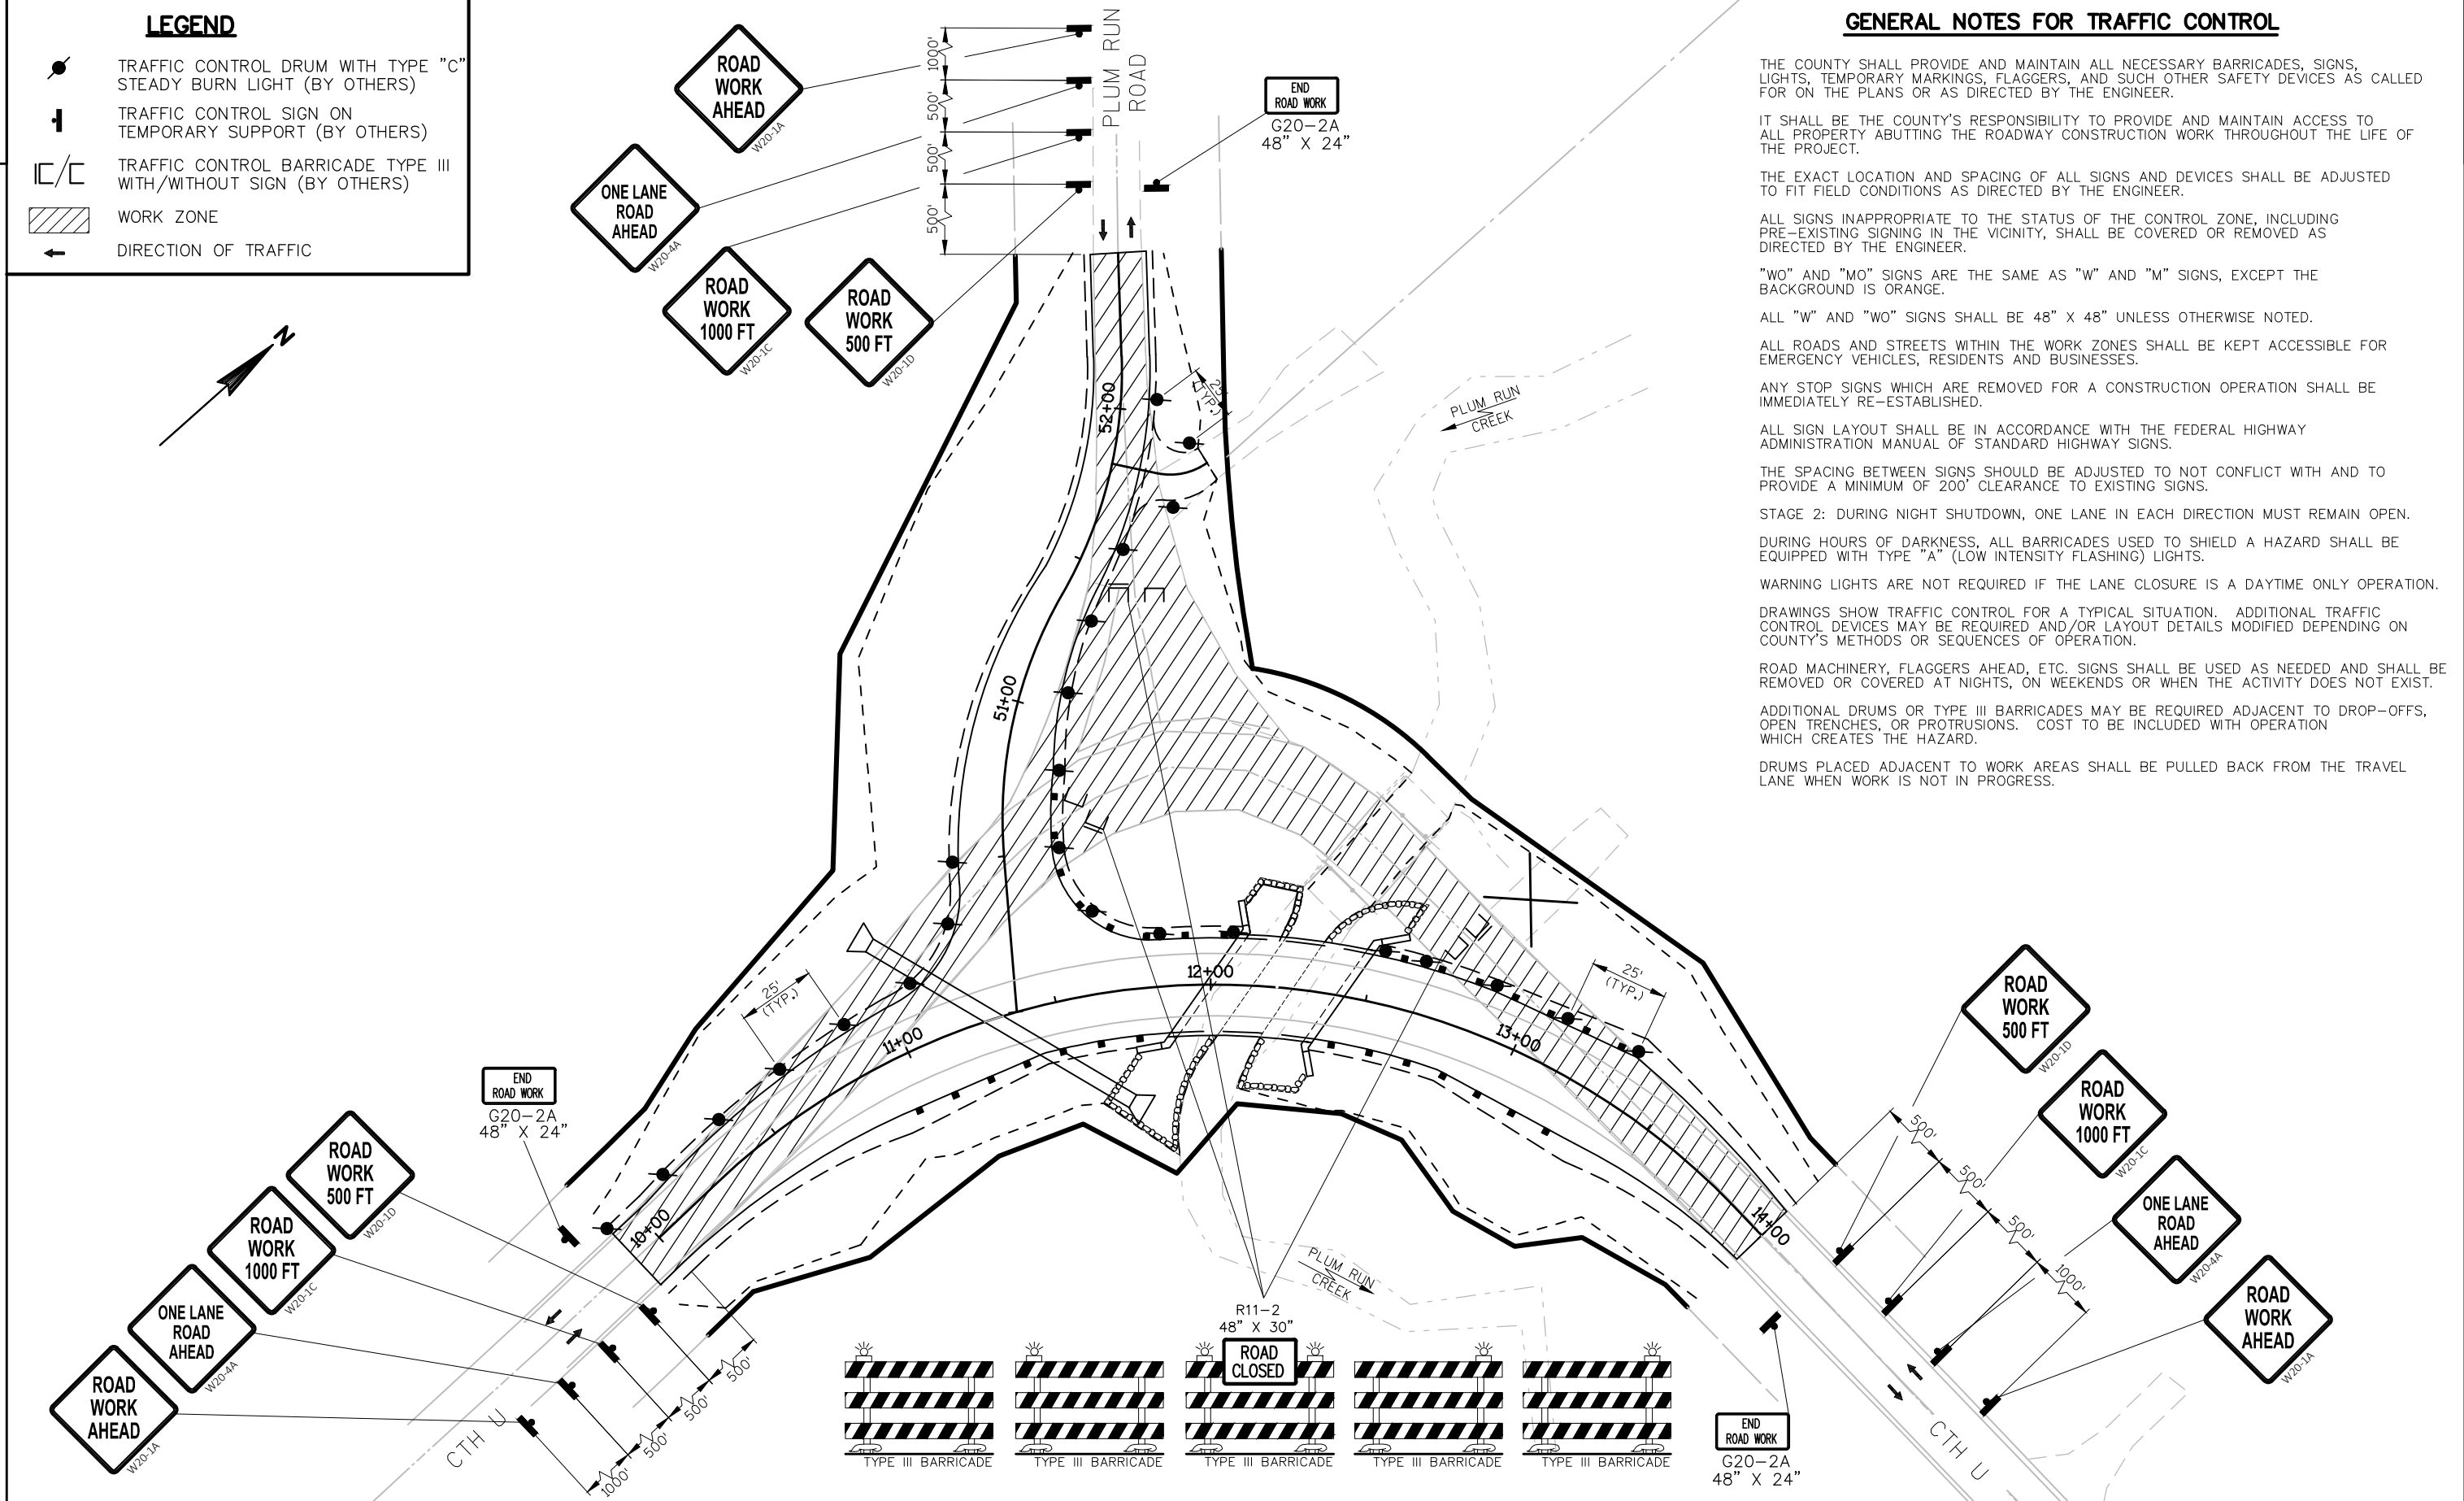 LEGEND
TRAFFIC CONTROL DRUM WITH TYPE "C"
STEADY BURN LIGHT (BY OTHERS)
TRAFFIC CONTROL SIGN ON
TEMPORARY SUPPORT (BY OTHERS)
TRAFFIC CONTROL BARRICADE TYPE III
WITH/WITHOUT SIGN (BY OTHERS)
WORK ZONE
DIRECTION OF TRAFFIC
N
ROAD
WORK
AHEAD
W20-1A
ONE LANE
ROAD
AHEAD
W20-4A
ROAD
WORK
1000 FT
W20-1C
ROAD
WORK
500 FT
W20-1D
1000'
500'
500'
500'
PLUM RUN
ROAD
END
ROAD WORK
G20-2A
48" X 24"
25'
(TYP.)
52+00
51+00
PLUM RUN
CREEK
GENERAL NOTES FOR TRAFFIC CONTROL
THE COUNTY SHALL PROVIDE AND MAINTAIN ALL NECESSARY BARRICADES, SIGNS,
LIGHTS, TEMPORARY MARKINGS, FLAGGERS, AND SUCH OTHER SAFETY DEVICES AS CALLED
FOR ON THE PLANS OR AS DIRECTED BY THE ENGINEER.
IT SHALL BE THE COUNTY'S RESPONSIBILITY TO PROVIDE AND MAINTAIN ACCESS TO
ALL PROPERTY ABUTTING THE ROADWAY CONSTRUCTION WORK THROUGHOUT THE LIFE OF
THE PROJECT.
THE EXACT LOCATION AND SPACING OF ALL SIGNS AND DEVICES SHALL BE ADJUSTED
TO FIT FIELD CONDITIONS AS DIRECTED BY THE ENGINEER.
ALL SIGNS INAPPROPRIATE TO THE STATUS OF THE CONTROL ZONE, INCLUDING
PRE-EXISTING SIGNING IN THE VICINITY, SHALL BE COVERED OR REMOVED AS
DIRECTED BY THE ENGINEER.
"WO" AND "MO" SIGNS ARE THE SAME AS "W" AND "M" SIGNS, EXCEPT THE
BACKGROUND IS ORANGE.
ALL "W" AND "WO" SIGNS SHALL BE 48" X 48" UNLESS OTHERWISE NOTED.
ALL ROADS AND STREETS WITHIN THE WORK ZONES SHALL BE KEPT ACCESSIBLE FOR
EMERGENCY VEHICLES, RESIDENTS AND BUSINESSES.
ANY STOP SIGNS WHICH ARE REMOVED FOR A CONSTRUCTION OPERATION SHALL BE
IMMEDIATELY RE-ESTABLISHED.
ALL SIGN LAYOUT SHALL BE IN ACCORDANCE WITH THE FEDERAL HIGHWAY
ADMINISTRATION MANUAL OF STANDARD HIGHWAY SIGNS.
THE SPACING BETWEEN SIGNS SHOULD BE ADJUSTED TO NOT CONFLICT WITH AND TO
PROVIDE A MINIMUM OF 200' CLEARANCE TO EXISTING SIGNS.
STAGE 2: DURING NIGHT SHUTDOWN, ONE LANE IN EACH DIRECTION MUST REMAIN OPEN.
DURING HOURS OF DARKNESS, ALL BARRICADES USED TO SHIELD A HAZARD SHALL BE
EQUIPPED WITH TYPE "A" (LOW INTENSITY FLASHING) LIGHTS.
WARNING LIGHTS ARE NOT REQUIRED IF THE LANE CLOSURE IS A DAYTIME ONLY OPERATION.
DRAWINGS SHOW TRAFFIC CONTROL FOR A TYPICAL SITUATION. ADDITIONAL TRAFFIC
CONTROL DEVICES MAY BE REQUIRED AND/OR LAYOUT DETAILS MODIFIED DEPENDING ON
COUNTY'S METHODS OR SEQUENCES OF OPERATION.
ROAD MACHINERY, FLAGGERS AHEAD, ETC. SIGNS SHALL BE USED AS NEEDED AND SHALL BE
REMOVED OR COVERED AT NIGHTS, ON WEEKENDS OR WHEN THE ACTIVITY DOES NOT EXIST.
ADDITIONAL DRUMS OR TYPE III BARRICADES MAY BE REQUIRED ADJACENT TO DROP-OFFS,
OPEN TRENCHES, OR PROTRUSIONS. COST TO BE INCLUDED WITH OPERATION
WHICH CREATES THE HAZARD.
DRUMS PLACED ADJACENT TO WORK AREAS SHALL BE PULLED BACK FROM THE TRAVEL
LANE WHEN WORK IS NOT IN PROGRESS.
25'
(TYP.)
10+00
11+00
12+00
13+00
14+00
25'
(TYP.)
END
ROAD WORK
G20-2A
48" X 24"
ROAD
WORK
500 FT
W20-1D
ROAD
WORK
1000 FT
W20-1C
ONE LANE
ROAD
AHEAD
W20-4A
ROAD
WORK
AHEAD
W20-1A
500'
500'
500'
1000'
CTH U
PLUM RUN
CREEK
R11-2
48" X 30"
ROAD
CLOSED
TYPE III BARRICADE
TYPE III BARRICADE
TYPE III BARRICADE
TYPE III BARRICADE
TYPE III BARRICADE
ROAD
WORK
500 FT
W20-1D
ROAD
WORK
1000 FT
W20-1C
ONE LANE
ROAD
AHEAD
W20-4A
ROAD
WORK
AHEAD
W20-1A
500'
500'
500'
1000'
END
ROAD WORK
G20-2A
48" X 24"
CTH U